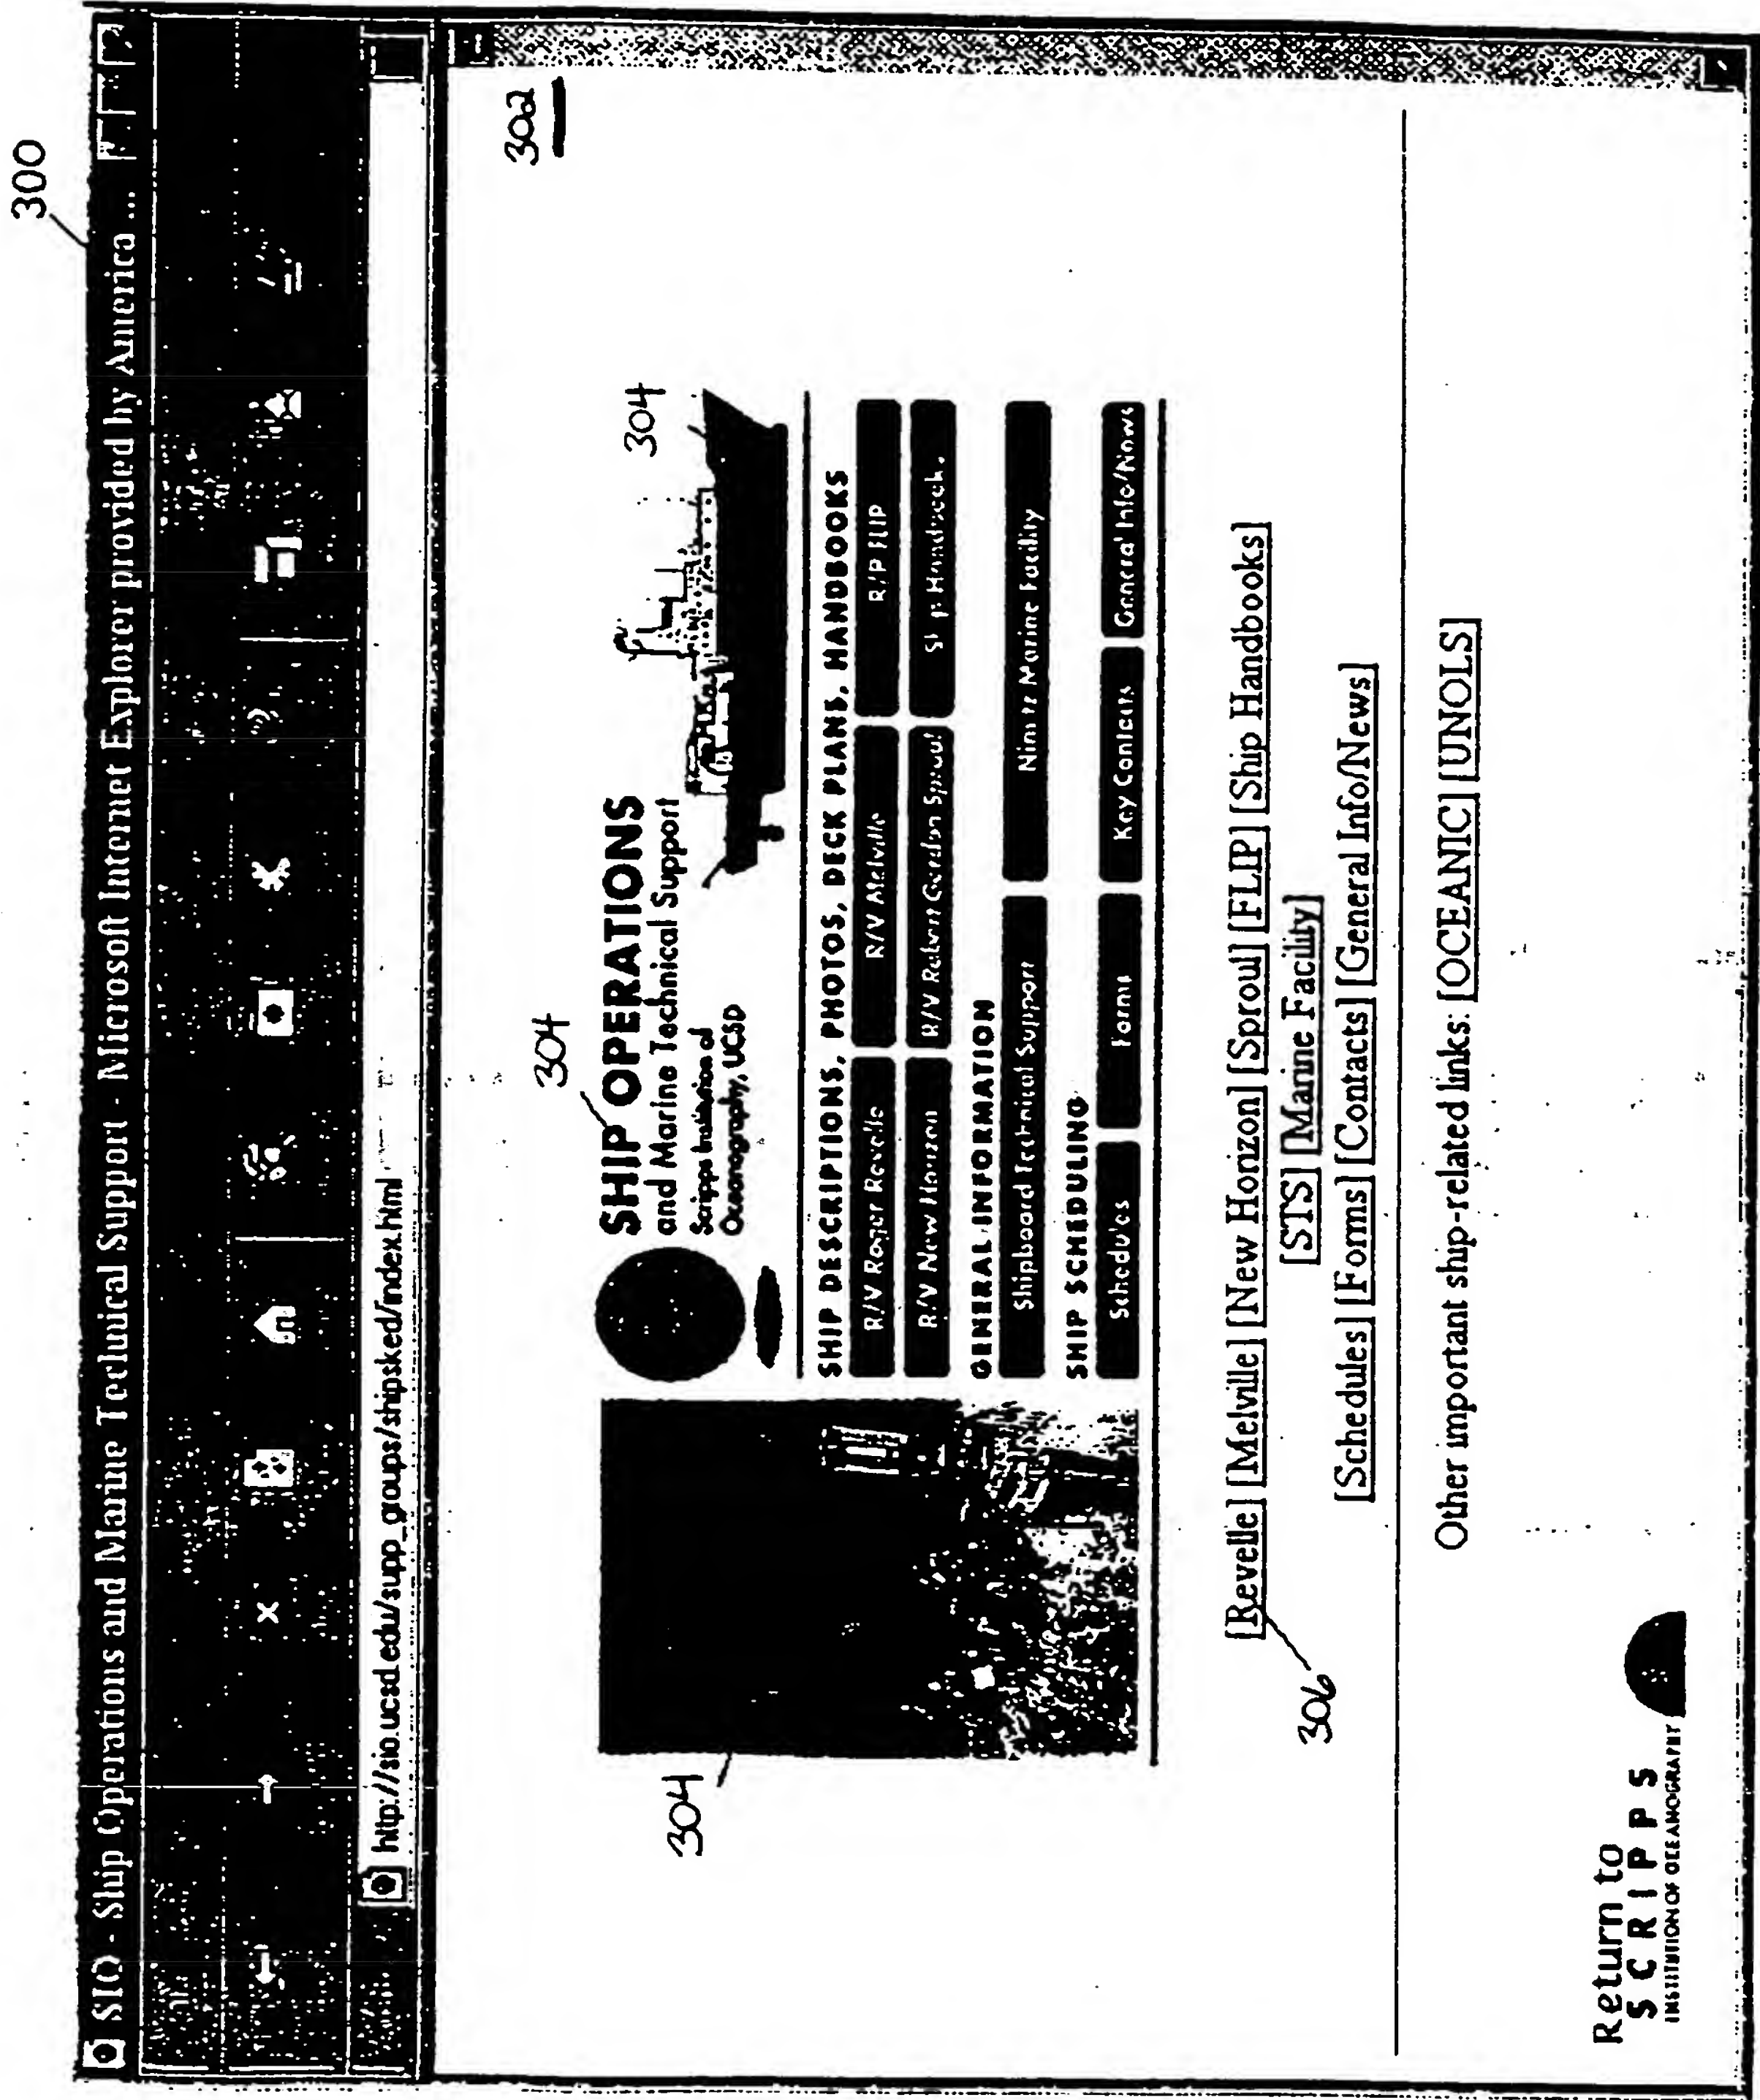 300
SIO - Ship Operations and Marine Technical Support - Microsoft Internet Explorer provided by America ...
http://sio.ucsd.edu/supp_groups/shipsked/index.html
302
304
SHIP OPERATIONS
and Marine Technical Support
Scripps Institution of
Oceanography, UCSD
304
304
SHIP DESCRIPTIONS, PHOTOS, DECK PLANS, HANDBOOKS
R/V Roger Revelle R/V Melville R/P FLIP
R/V New Horizon R/V Robert Gordon Sproul Ship Handbooks
GENERAL INFORMATION
Shipboard Technical Support Nimitz Marine Facility
SHIP SCHEDULING
Schedules Forms Key Contacts General Info/News
[Revelle] [Melville] [New Horizon] [Sproul] [FLIP] [Ship Handbooks]
306
[STS] [Marine Facility]
[Schedules] [Forms] [Contacts] [General Info/News]
Other important ship-related links: [OCEANIC] [UNOLS]
Return to
SCRIPPS
INSTITUTION OF OCEANOGRAPHY